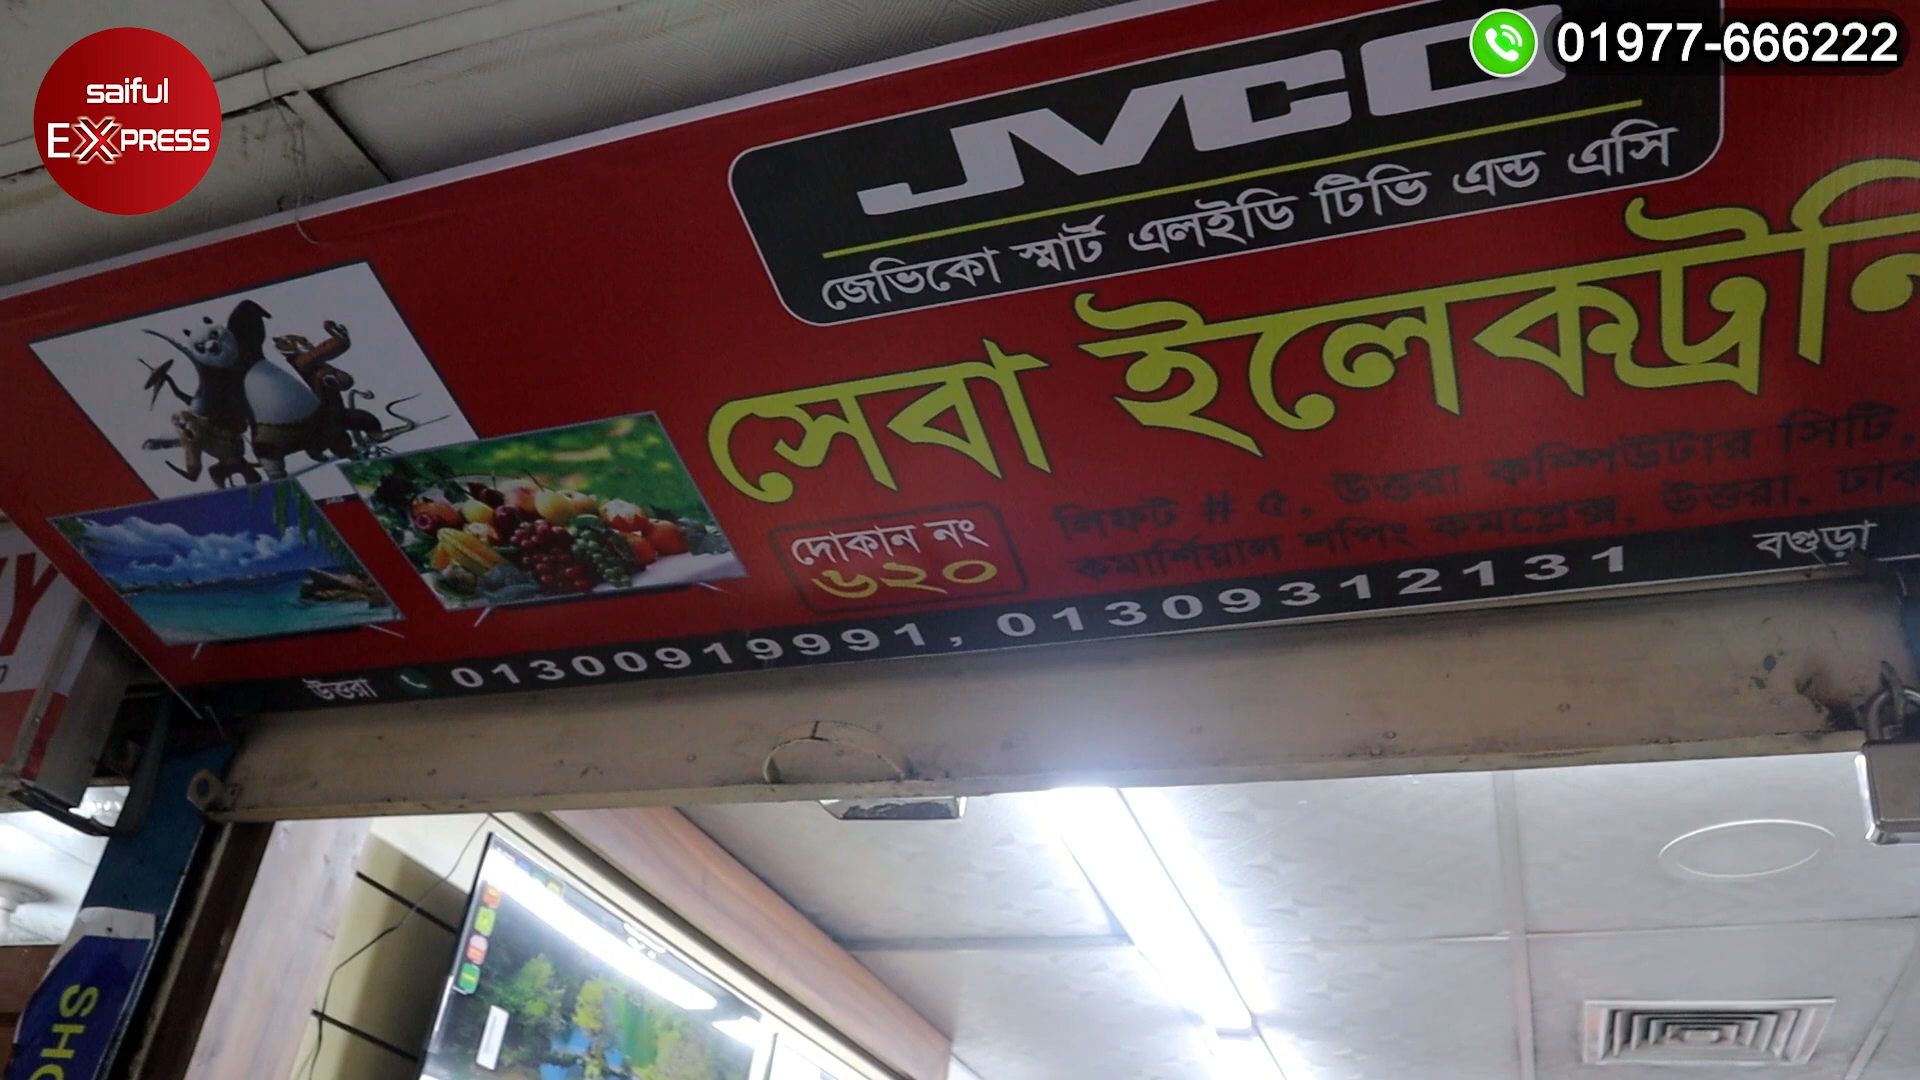 saiful
EXPRESS
01977-666222
JVCO
জেভিকো স্মার্ট এলইডি টিভি এন্ড এসি
সেবা ইলেকট্রনি
দোকান নং
৬২০
লিফট # ৫, উত্তরা কম্পিউটার সিটি,
কমার্শিয়াল শপিং কমপ্লেক্স, উত্তরা, ঢাকা
উত্তরা 01300919991, 01309312131 বগুড়া
SHO